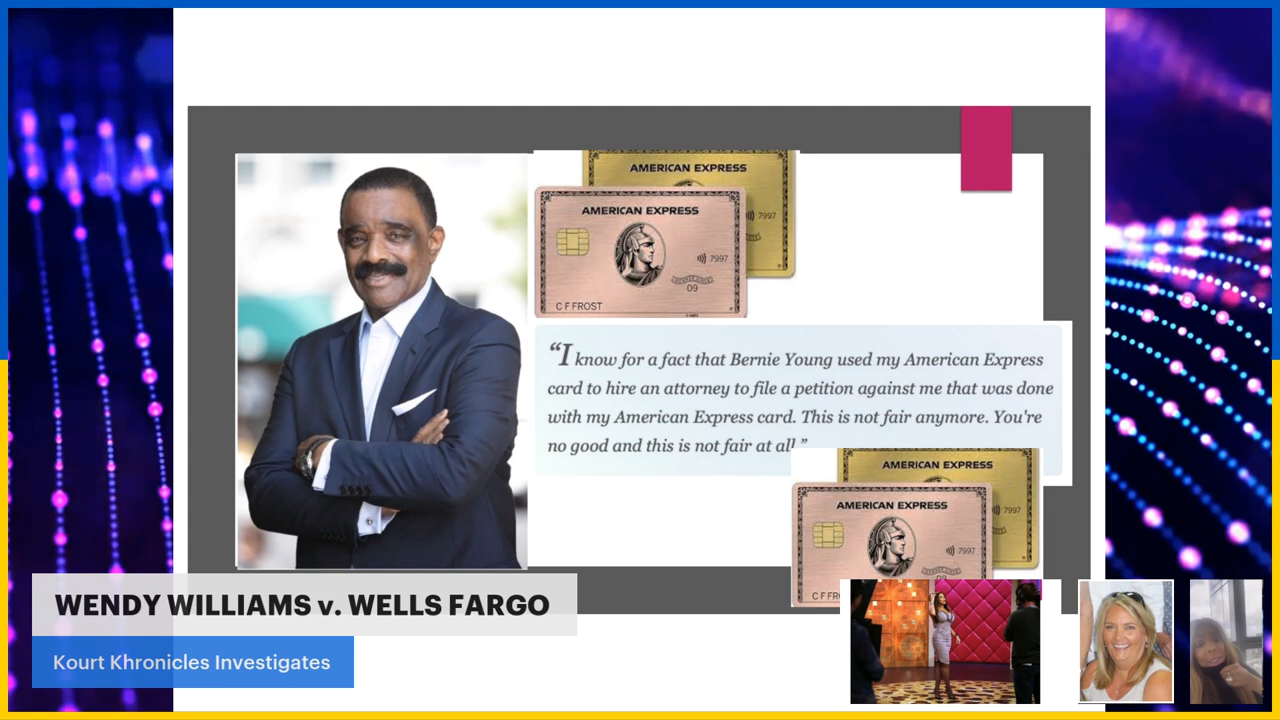 AMERICAN EXPRESS
7997
AMERICAN EXPRESS
7997
09
C F FROST
“I know for a fact that Bernie Young used my American Express
card to hire an attorney to file a petition against me that was done
with my American Express card. This is not fair anymore. You're
no good and this is not fair at all ”
AMERICAN EXPRESS
7997
AMERICAN EXPRESS
7997
C F FRO
WENDY WILLIAMS v. WELLS FARGO
Kourt Khronicles Investigates